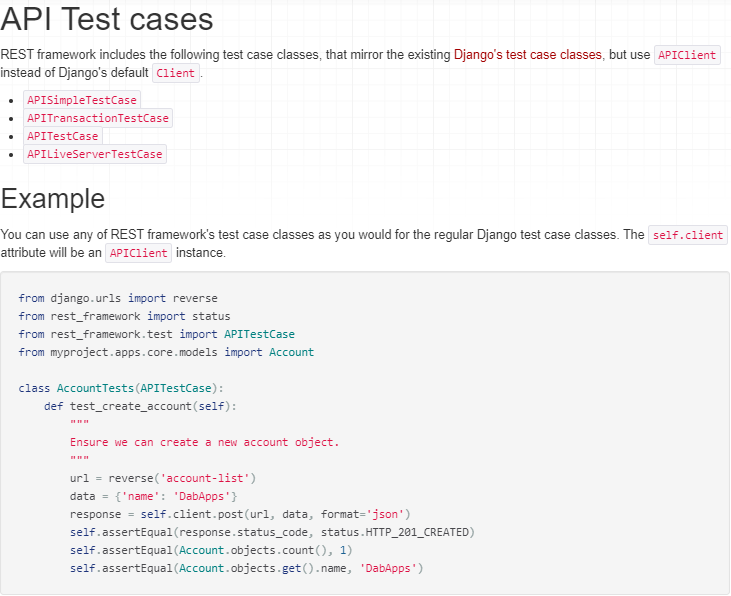 API Test cases
REST framework includes the following test case classes, that mirror the existing Django's test case classes, but use APIClient
instead of Django's default Client.
APISimpleTestCase
APITransactionTestCase
APITestCase
APILiveServerTestCase
Example
You can use any of REST framework's test case classes as you would for the regular Django test case classes. The self.client
attribute will be an APIClient instance.
from django.urls import reverse
from rest_framework import status
from rest_framework.test import APITestCase
from myproject.apps.core.models import Account
class AccountTests(APITestCase):
    def test_create_account(self):
        """
        Ensure we can create a new account object.
        """
        url = reverse('account-list')
        data = {'name': 'DabApps'}
        response = self.client.post(url, data, format='json')
        self.assertEqual(response.status_code, status.HTTP_201_CREATED)
        self.assertEqual(Account.objects.count(), 1)
        self.assertEqual(Account.objects.get().name, 'DabApps')